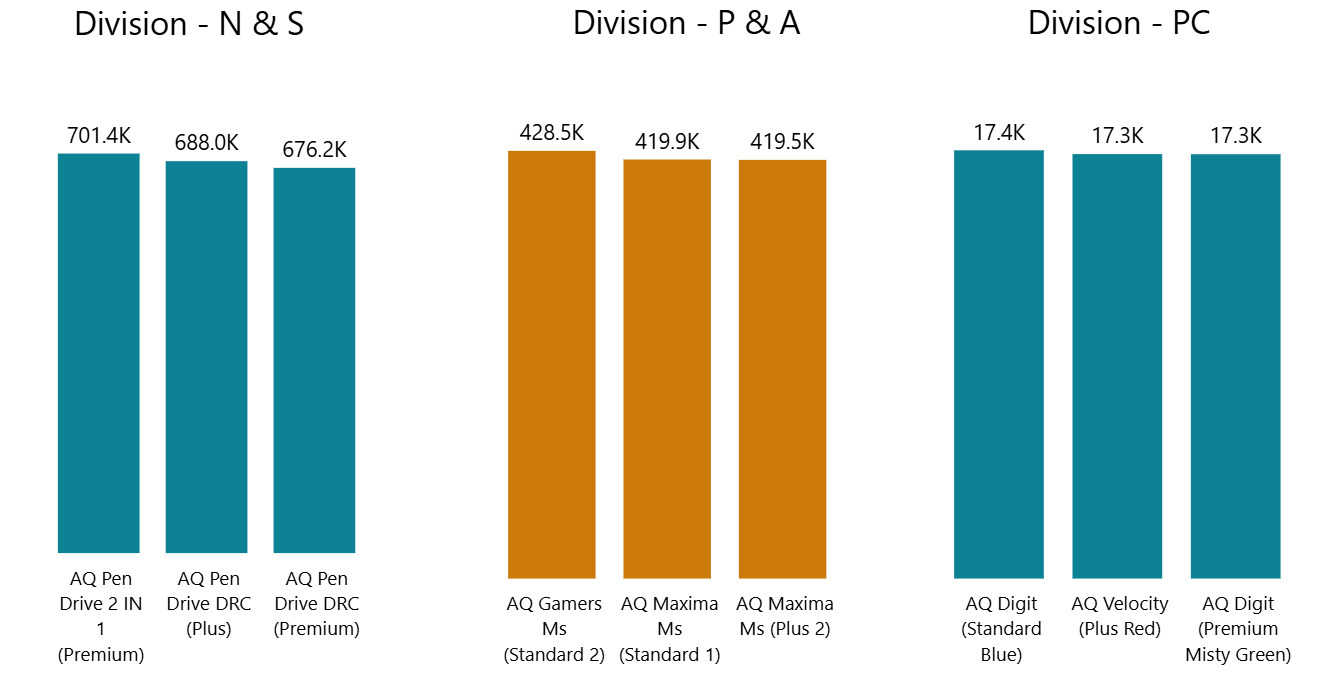 Division - N & S
701.4K
688.0K
676.2K
AQ Pen
Drive 2 IN
1
(Premium)
AQ Pen
Drive DRC
(Plus)
AQ Pen
Drive DRC
(Premium)
Division - P & A
428.5K
419.9K
419.5K
AQ Gamers
Ms
(Standard 2)
AQ Maxima
Ms
(Standard 1)
AQ Maxima
Ms (Plus 2)
Division - PC
17.4K
17.3K
17.3K
AQ Digit
(Standard
Blue)
AQ Velocity
(Plus Red)
AQ Digit
(Premium
Misty Green)